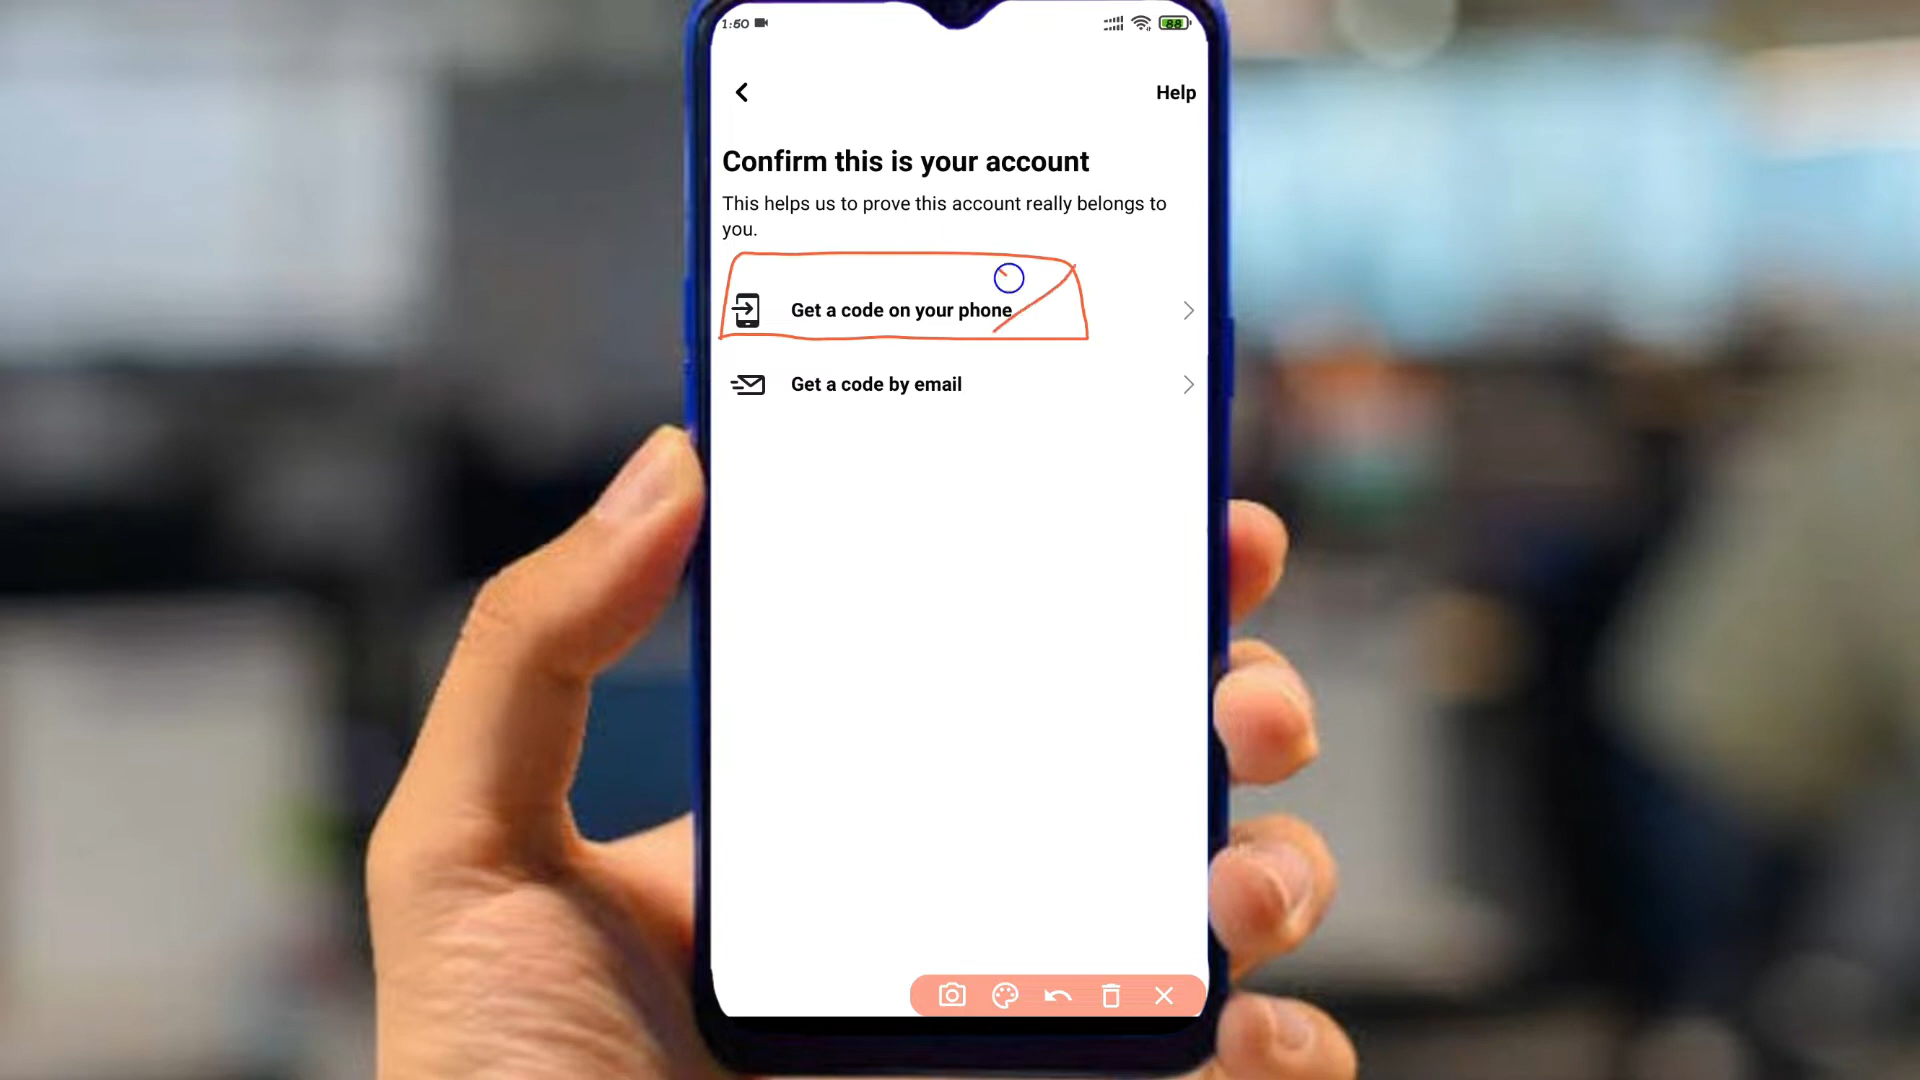 1:50
88
Help
Confirm this is your account
This helps us to prove this account really belongs to
you.
Get a code on your phone
Get a code by email